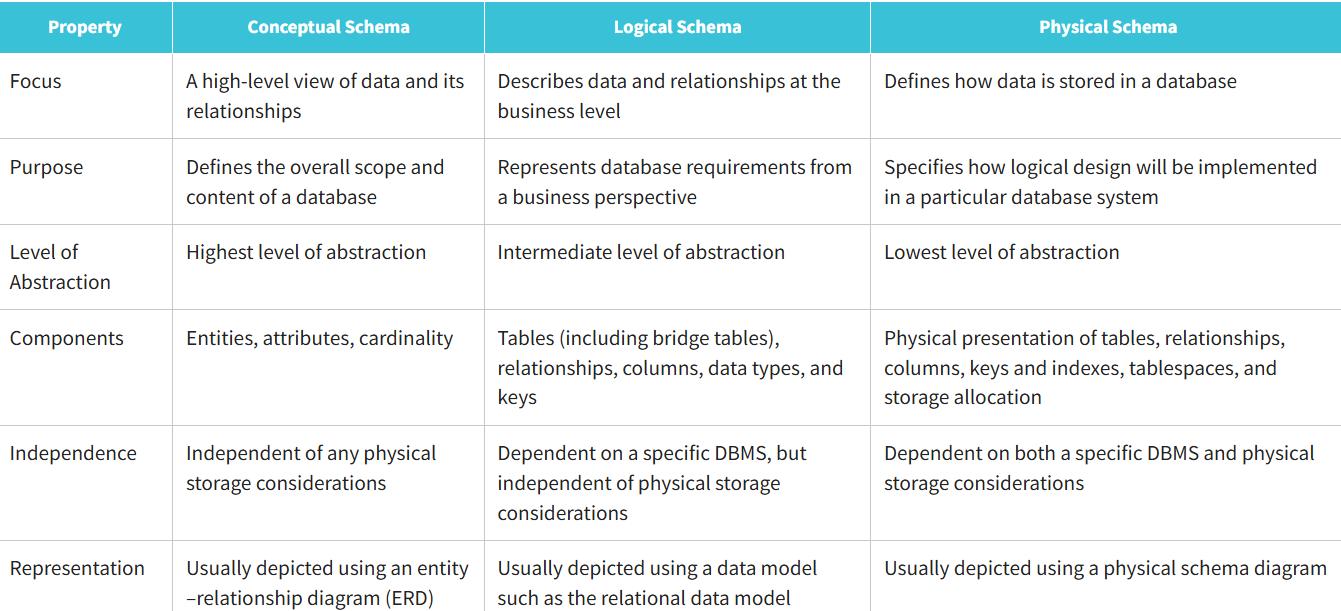 Property Conceptual Schema Logical Schema Physical Schema
Focus
A high-level view of data and its
relationships
Describes data and relationships at the
business level
Defines how data is stored in a database
Purpose
Defines the overall scope and
content of a database
Represents database requirements from
a business perspective
Specifies how logical design will be implemented
in a particular database system
Level of
Abstraction
Highest level of abstraction
Intermediate level of abstraction
Lowest level of abstraction
Components
Entities, attributes, cardinality
Tables (including bridge tables),
relationships, columns, data types, and
keys
Physical presentation of tables, relationships,
columns, keys and indexes, tablespaces, and
storage allocation
Independence
Independent of any physical
storage considerations
Dependent on a specific DBMS, but
independent of physical storage
considerations
Dependent on both a specific DBMS and physical
storage considerations
Representation
Usually depicted using an entity
–relationship diagram (ERD)
Usually depicted using a data model
such as the relational data model
Usually depicted using a physical schema diagram